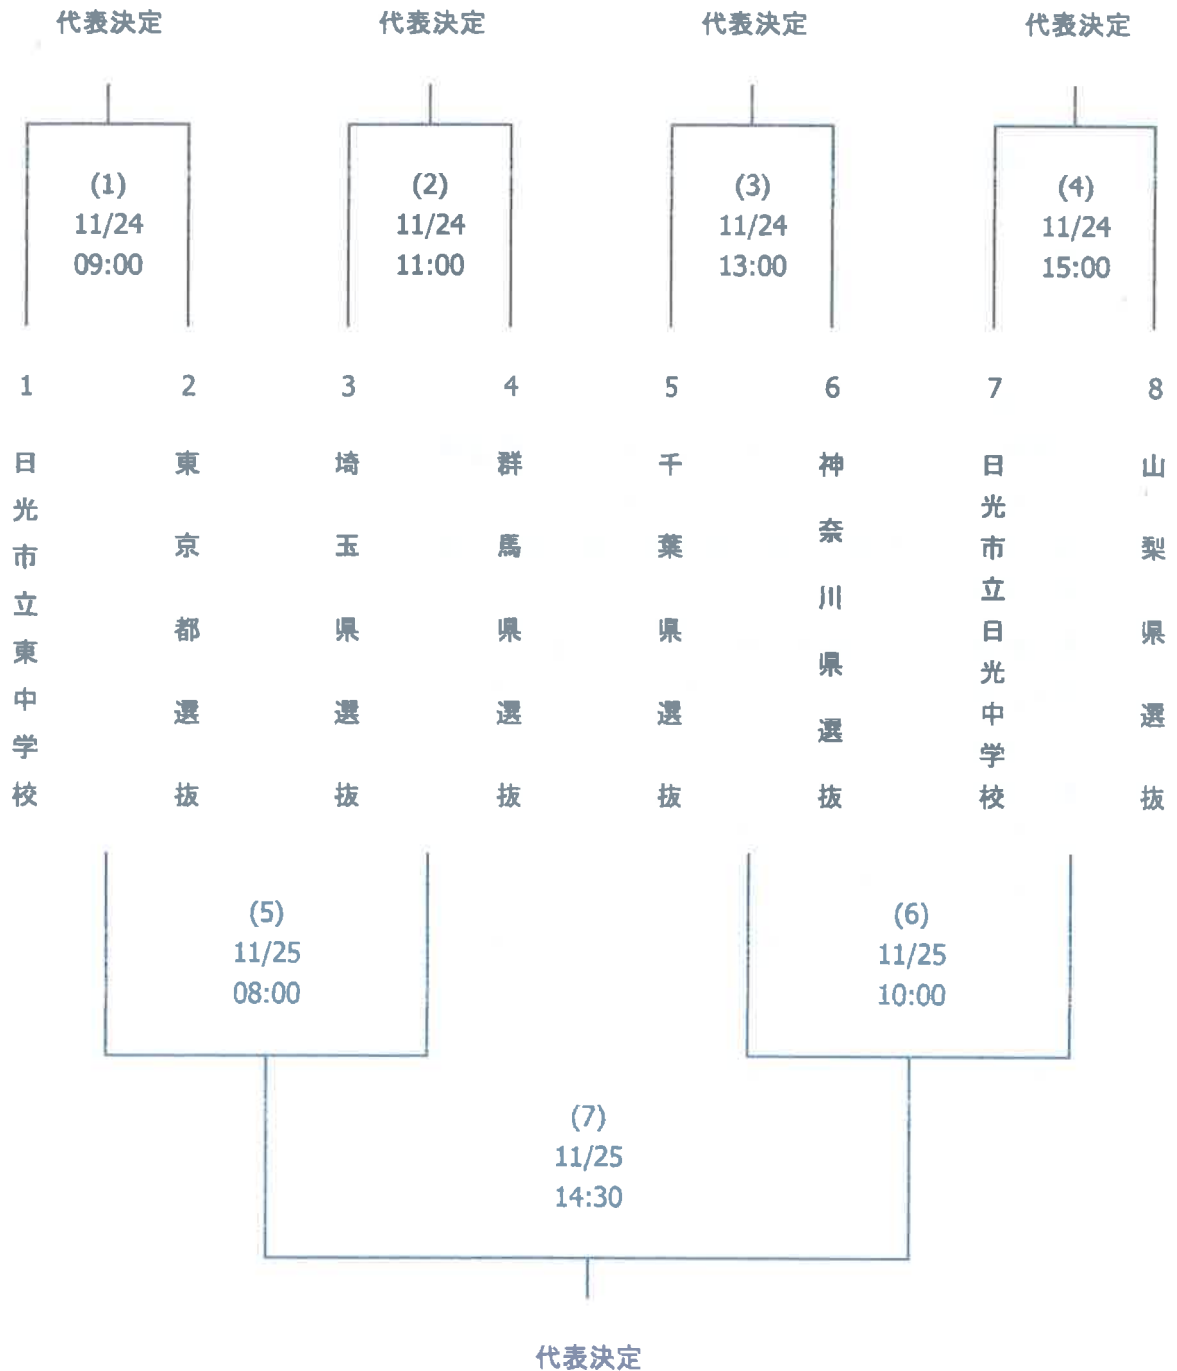 代表決定
代表決定
代表決定
代表決定
(1)
11/24
09:00
(2)
11/24
11:00
(3)
11/24
13:00
(4)
11/24
15:00
1
2
3
4
5
6
7
8
日光市立東中学校
東京都選抜
埼玉県選抜
群馬県選抜
千葉県選抜
神奈川県選抜
日光市立日光中学校
山梨県選抜
(5)
11/25
08:00
(6)
11/25
10:00
(7)
11/25
14:30
代表決定